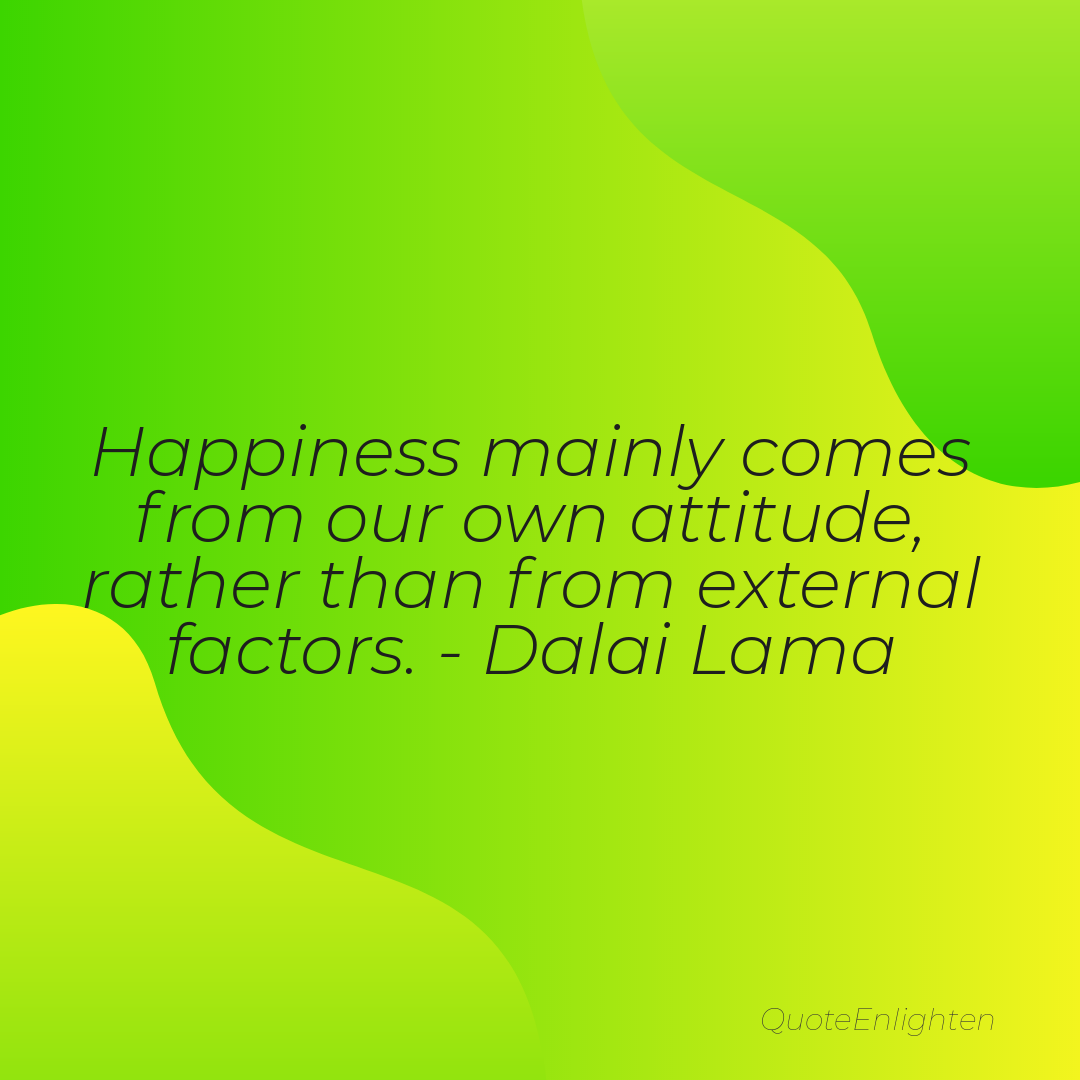 Happiness mainly comes
from our own attitude,
rather than from external
factors. - Dalai Lama
QuoteEnlighten